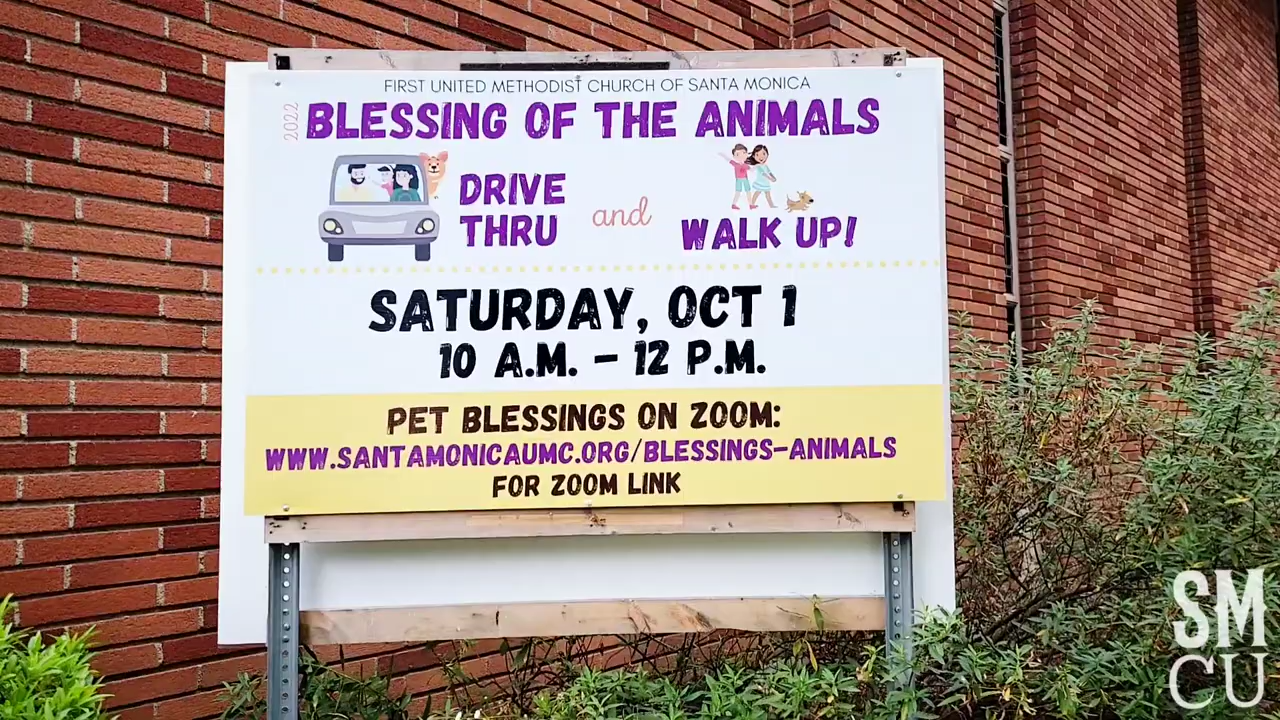 FIRST UNITED METHODIST CHURCH OF SANTA MONICA
2022
BLESSING OF THE ANIMALS
DRIVE
THRU
and
WALK UP!
SATURDAY, OCT 1
10 A.M. – 12 P.M.
PET BLESSINGS ON ZOOM:
WWW.SANTAMONICAUMC.ORG/BLESSINGS-ANIMALS
FOR ZOOM LINK
SM
CU